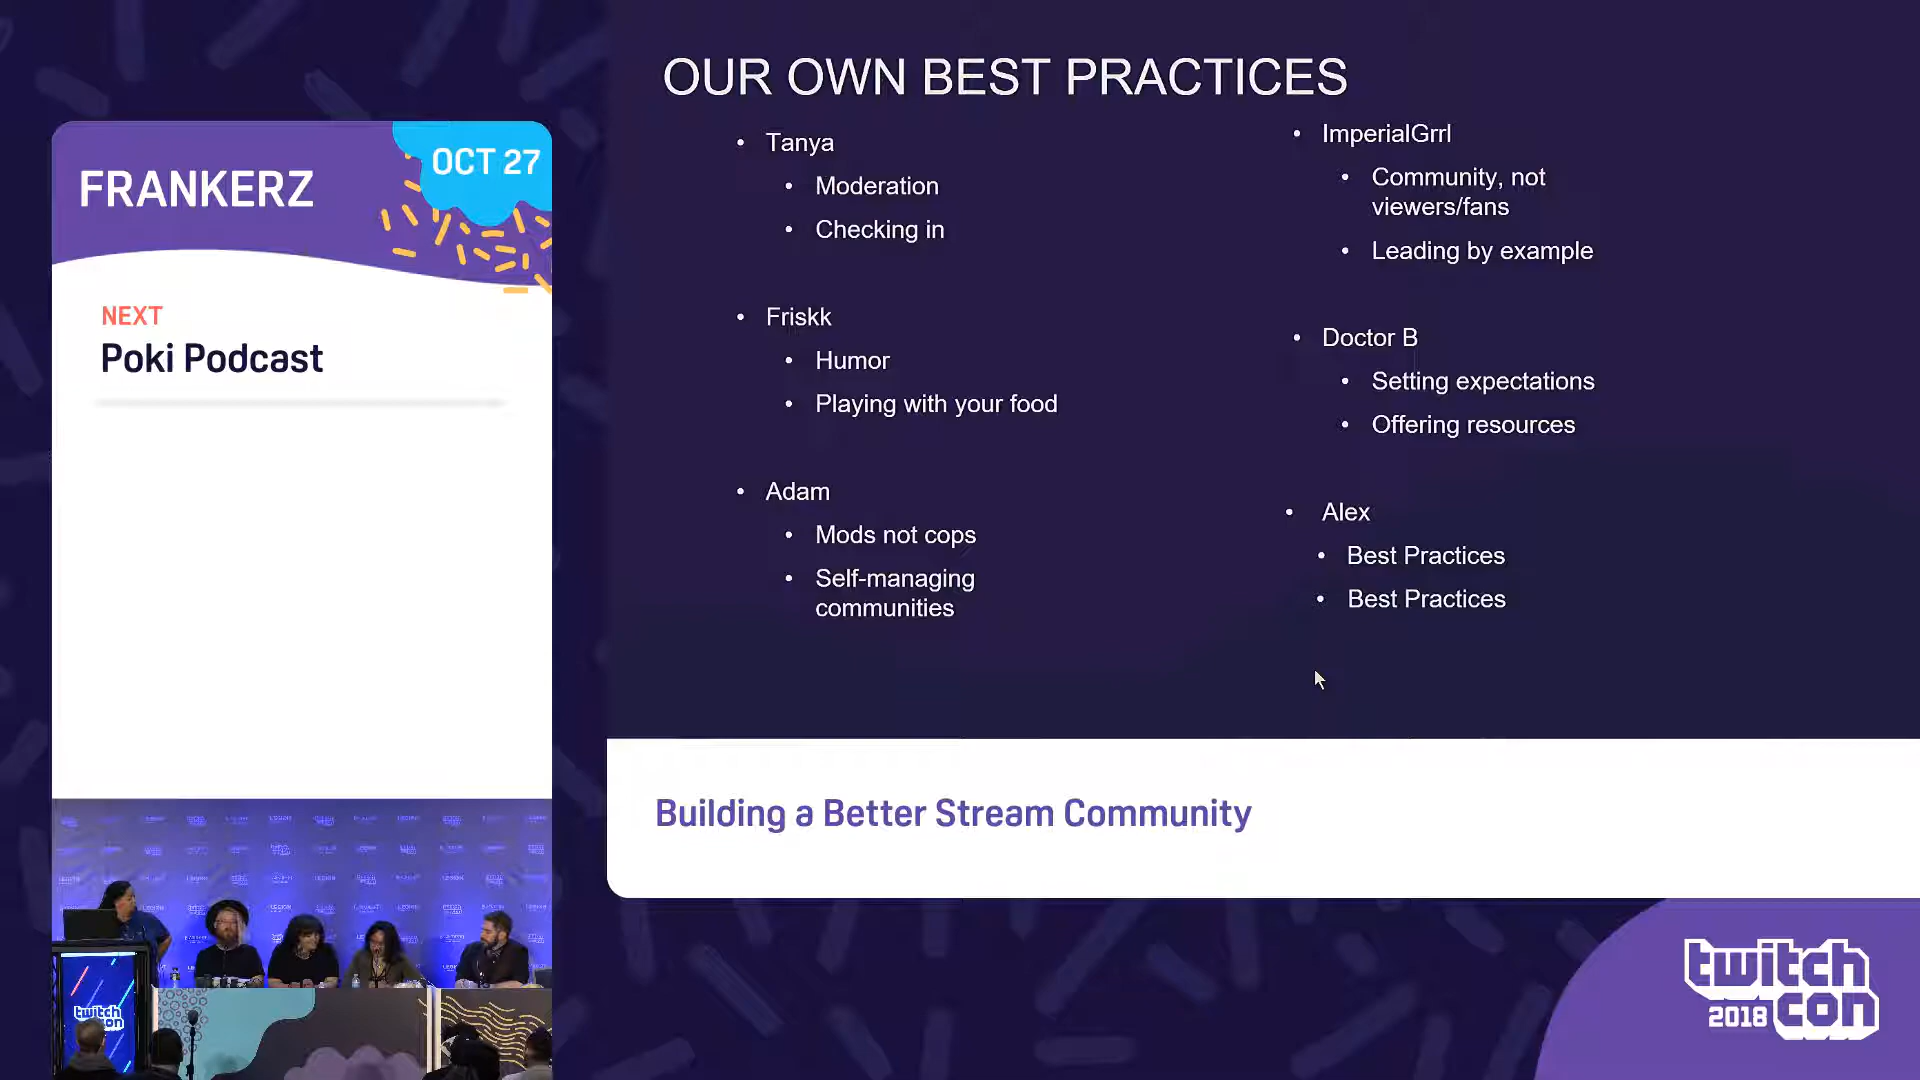 FRANKERZ
OCT 27
NEXT
Poki Podcast
OUR OWN BEST PRACTICES
• Tanya
• Moderation
• Checking in
• Friskk
• Humor
• Playing with your food
• Adam
• Mods not cops
• Self-managing
communities
• ImperialGrrl
• Community, not
viewers/fans
• Leading by example
• Doctor B
• Setting expectations
• Offering resources
• Alex
• Best Practices
• Best Practices
Building a Better Stream Community
twitch
con
twitch
2018 con